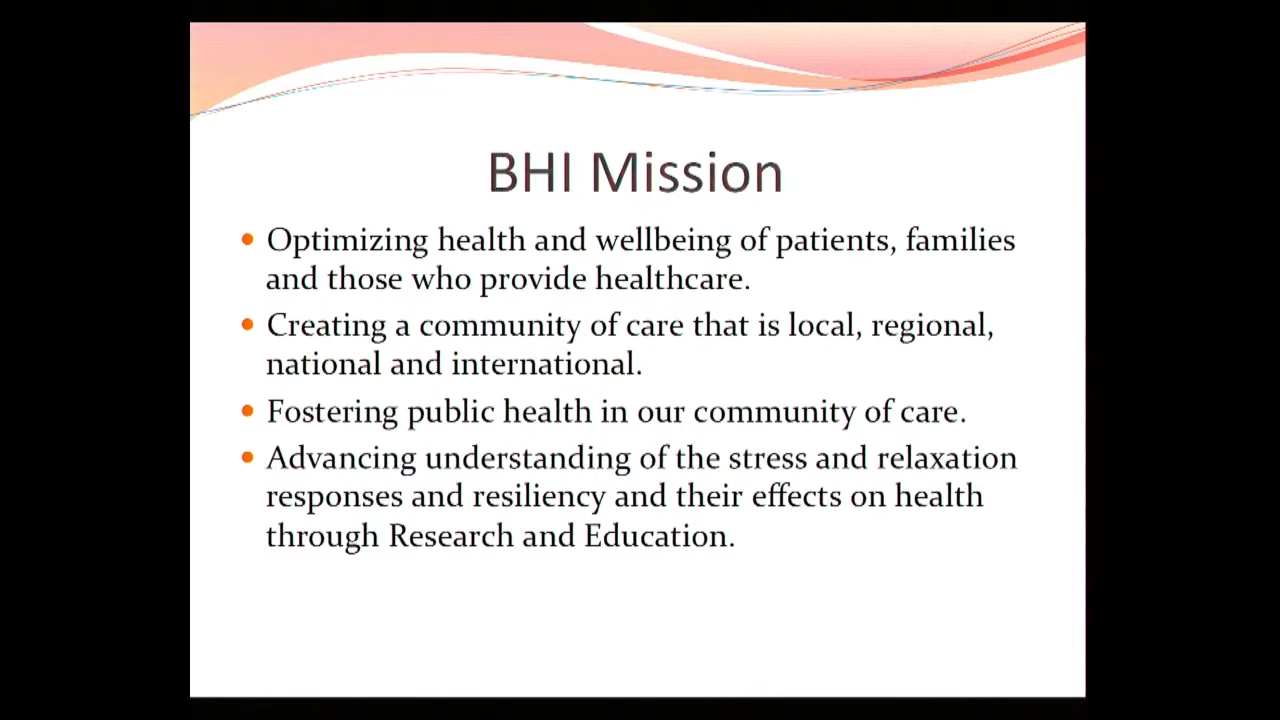 BHI Mission
Optimizing health and wellbeing of patients, families
and those who provide healthcare.
Creating a community of care that is local, regional,
national and international.
Fostering public health in our community of care.
Advancing understanding of the stress and relaxation
responses and resiliency and their effects on health
through Research and Education.